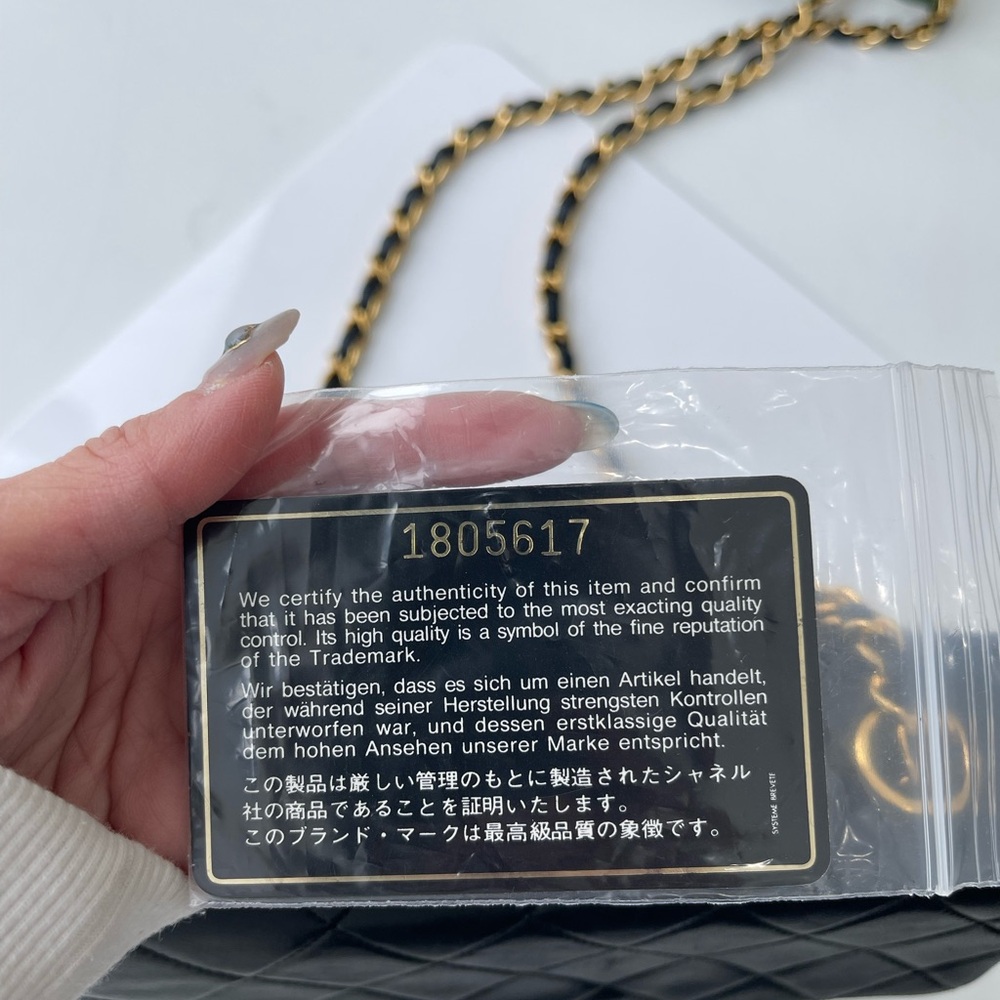 1805617
We certify the authenticity of this item and confirm
that it has been subjected to the most exacting quality
control. Its high quality is a symbol of the fine reputation
of the Trademark.
Wir bestätigen, dass es sich um einen Artikel handelt,
der während seiner Herstellung strengsten Kontrollen
unterworfen war, und dessen erstklassige Qualität
dem hohen Ansehen unserer Marke entspricht.
この製品は厳しい管理のもとに製造されたシャネル
社の商品であることを証明いたします。
このブランド・マークは最高級品質の象徴です。
SYSTEME BREVETE